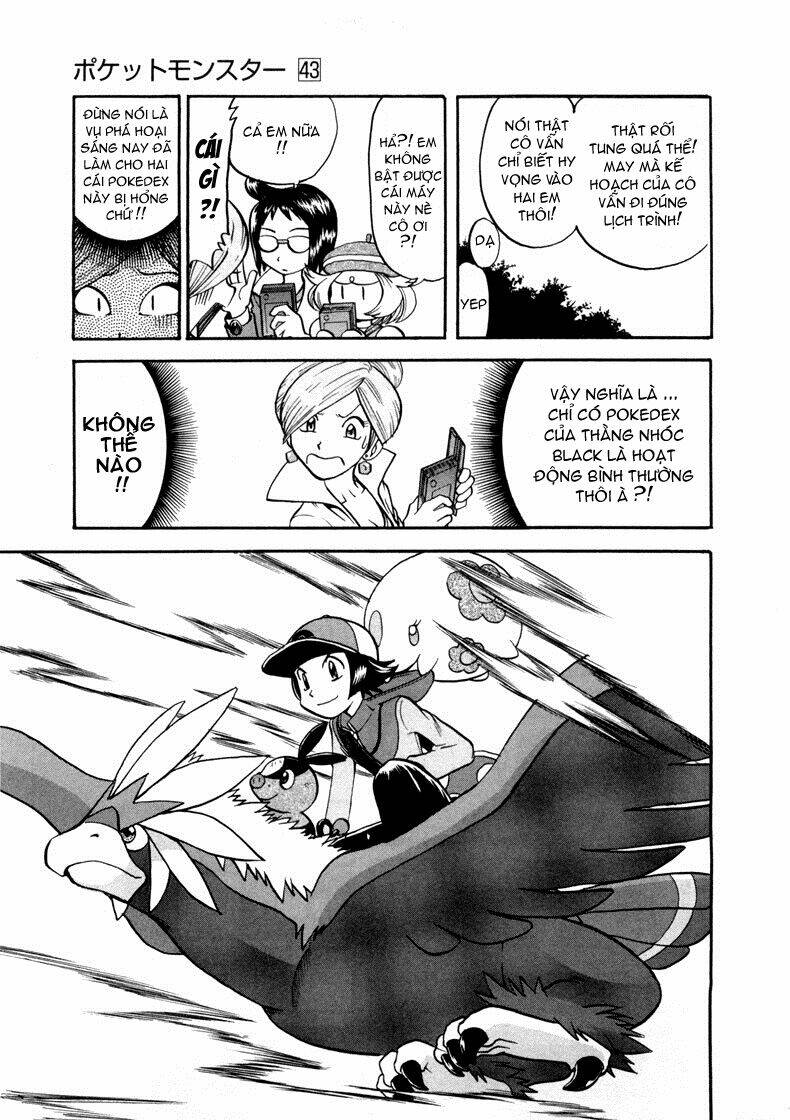 ポケットモンスター 43
THẬT RỐI
TUNG QUÁ THỂ!
MAY MÀ KẾ
HOẠCH CỦA CÔ
VẪN ĐI ĐÚNG
LỊCH TRÌNH!
NÓI THẬT
CÔ VẪN
CHỈ BIẾT HY
VỌNG VÀO
HAI EM
THÔI!
DẠ
YEP
HẢ?! EM
KHÔNG
BẬT ĐƯỢC
CÁI MÁY
NÀY NÈ
CÔ ƠI
?!
CẢ EM NỮA
!!
CÁI
GÌ
?!
ĐỪNG NÓI LÀ
VỤ PHÁ HOẠI
SÁNG NAY ĐÃ
LÀM CHO HAI
CÁI POKEDEX
NÀY BỊ HỔNG
CHỨ!!
VẬY NGHĨA LÀ ...
CHỈ CÓ POKEDEX
CỦA THẰNG NHÓC
BLACK LÀ HOẠT
ĐỘNG BÌNH THƯỜNG
THÔI À ?!
KHÔNG
THỂ
NÀO
!!